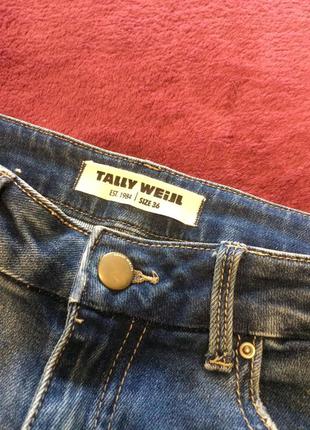 TALLY WEiJL
EST. 1984 | SIZE 36